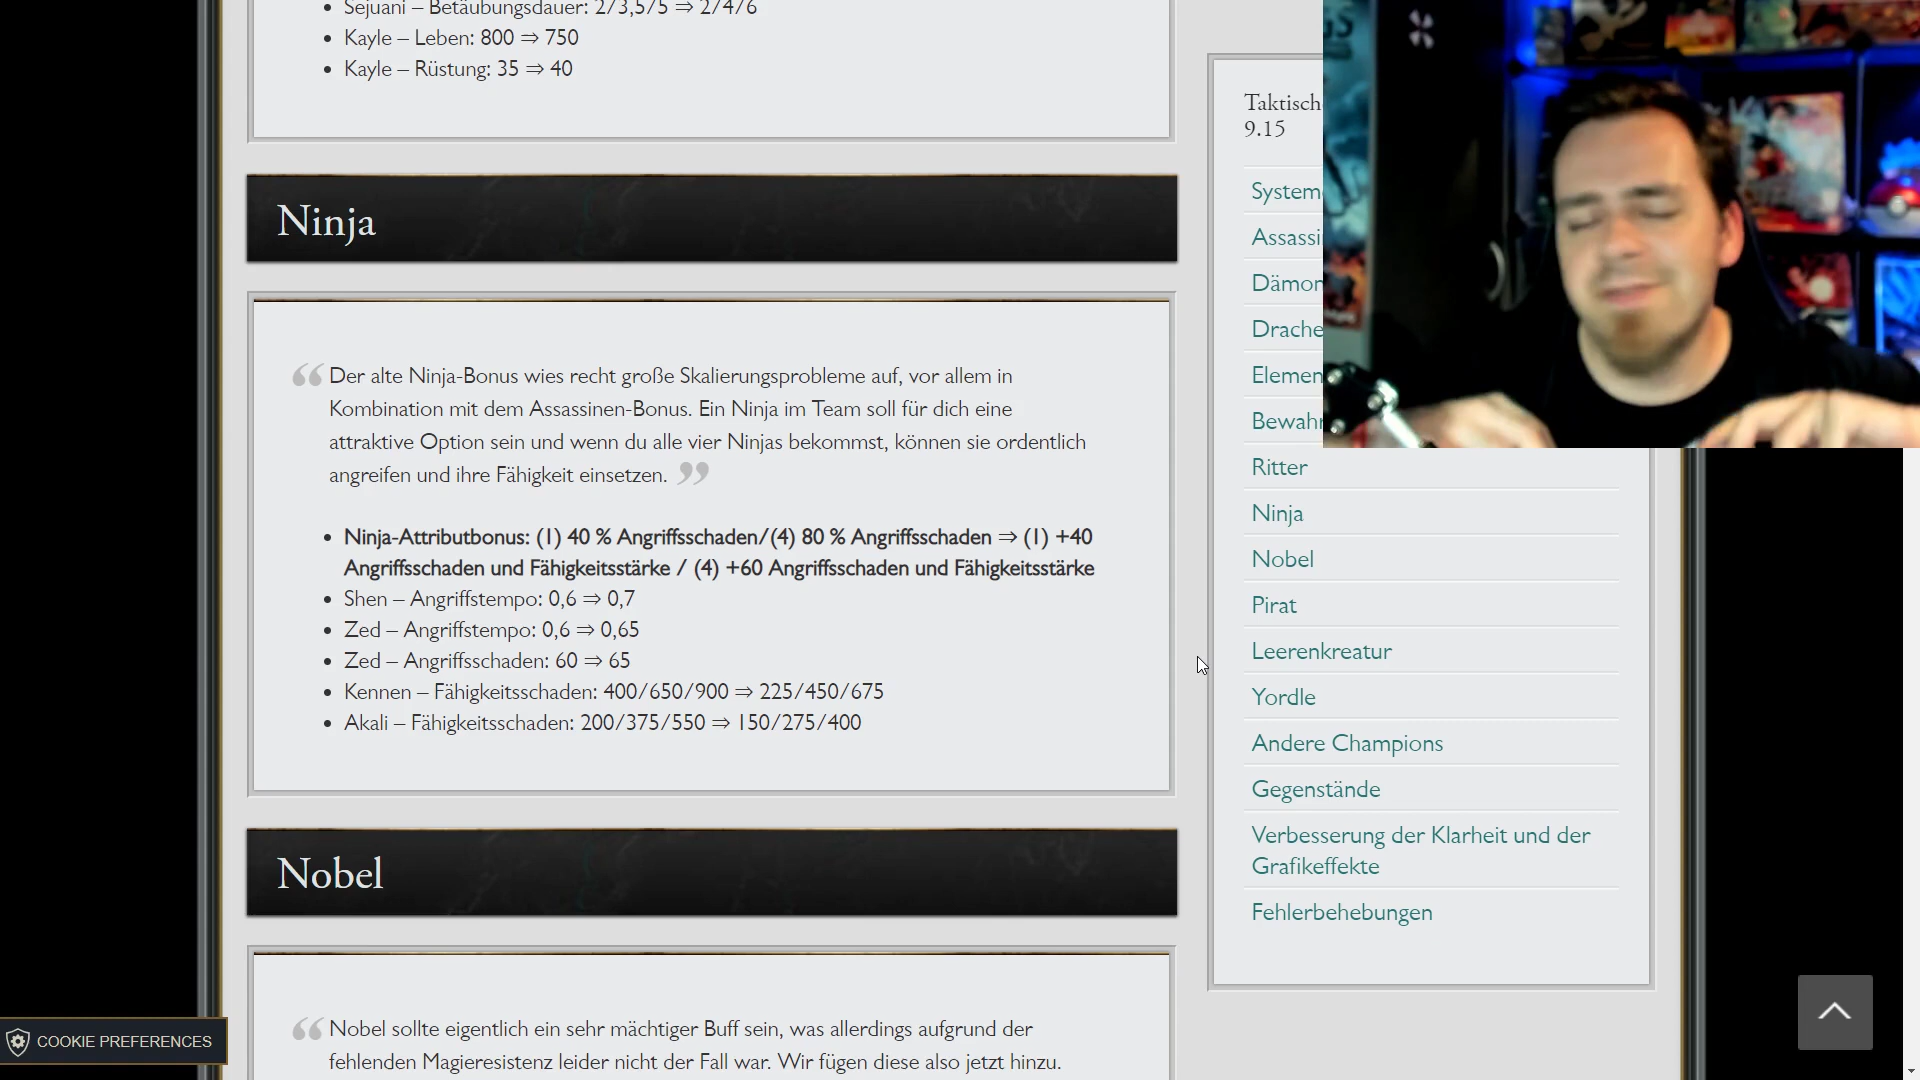 Sejuani – Betäubungsdauer: 2/3,5/5 ⇒ 2/4/6
Kayle – Leben: 800 ⇒ 750
Kayle – Rüstung: 35 ⇒ 40
Ninja
“ Der alte Ninja-Bonus wies recht große Skalierungsprobleme auf, vor allem in
Kombination mit dem Assassinen-Bonus. Ein Ninja im Team soll für dich eine
attraktive Option sein und wenn du alle vier Ninjas bekommst, können sie ordentlich
angreifen und ihre Fähigkeit einsetzen. ”
Ninja-Attributbonus: (1) 40 % Angriffsschaden/(4) 80 % Angriffsschaden ⇒ (1) +40
Angriffsschaden und Fähigkeitsstärke / (4) +60 Angriffsschaden und Fähigkeitsstärke
Shen – Angriffstempo: 0,6 ⇒ 0,7
Zed – Angriffstempo: 0,6 ⇒ 0,65
Zed – Angriffsschaden: 60 ⇒ 65
Kennen – Fähigkeitsschaden: 400/650/900 ⇒ 225/450/675
Akali – Fähigkeitsschaden: 200/375/550 ⇒ 150/275/400
Nobel
“ Nobel sollte eigentlich ein sehr mächtiger Buff sein, was allerdings aufgrund der
fehlenden Magieresistenz leider nicht der Fall war. Wir fügen diese also jetzt hinzu.
Taktisch
9.15
System
Assassi
Dämon
Drache
Elemen
Bewahr
Ritter
Ninja
Nobel
Pirat
Leerenkreatur
Yordle
Andere Champions
Gegenstände
Verbesserung der Klarheit und der
Grafikeffekte
Fehlerbehebungen
COOKIE PREFERENCES